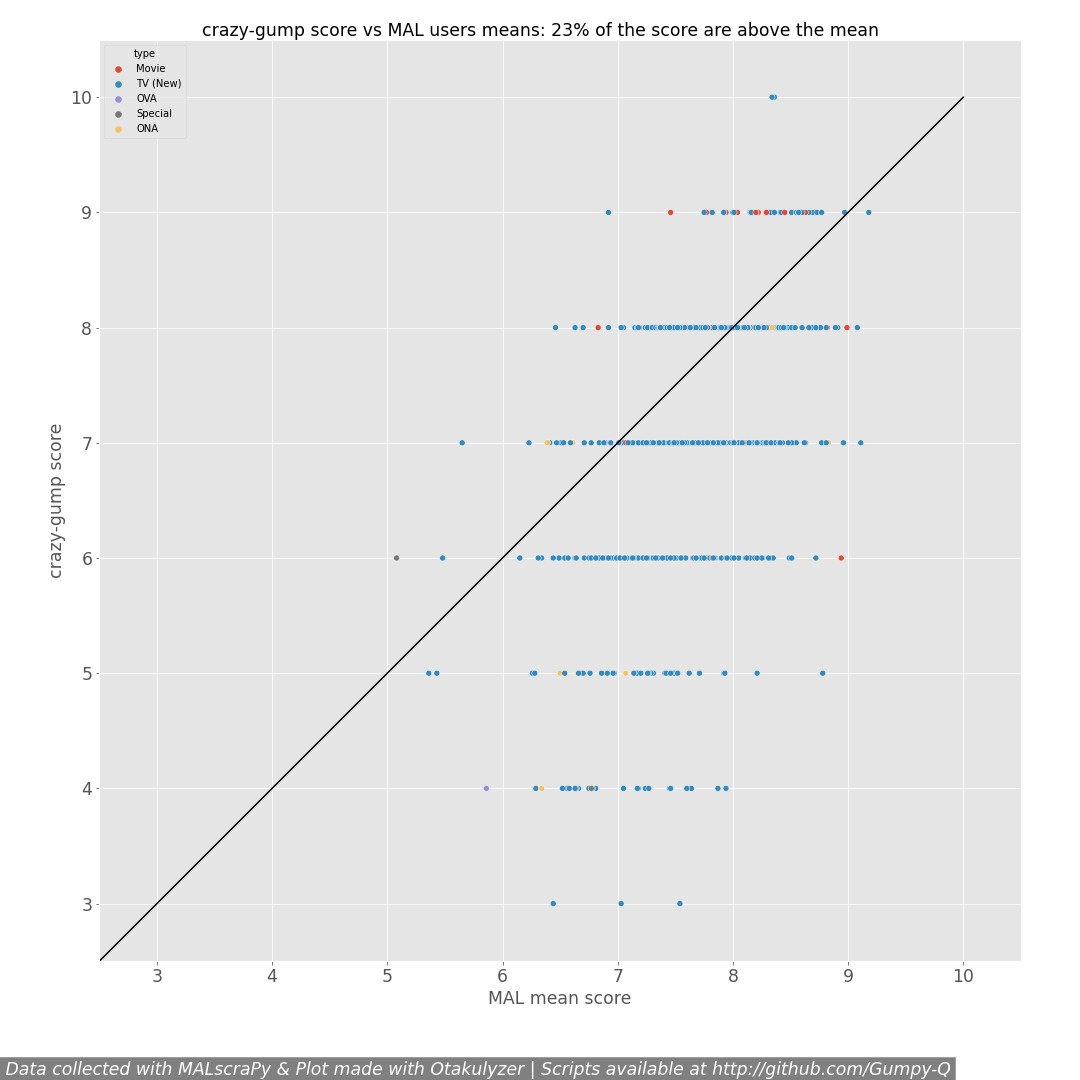 crazy-gump score vs MAL users means: 23% of the score are above the mean
type
Movie
TV (New)
OVA
Special
ONA
10
9
8
7
6
5
4
3
crazy-gump score
3 4 5 6 7 8 9 10
MAL mean score
Data collected with MALscraPy & Plot made with Otakulyzer | Scripts available at http://github.com/Gumpy-Q